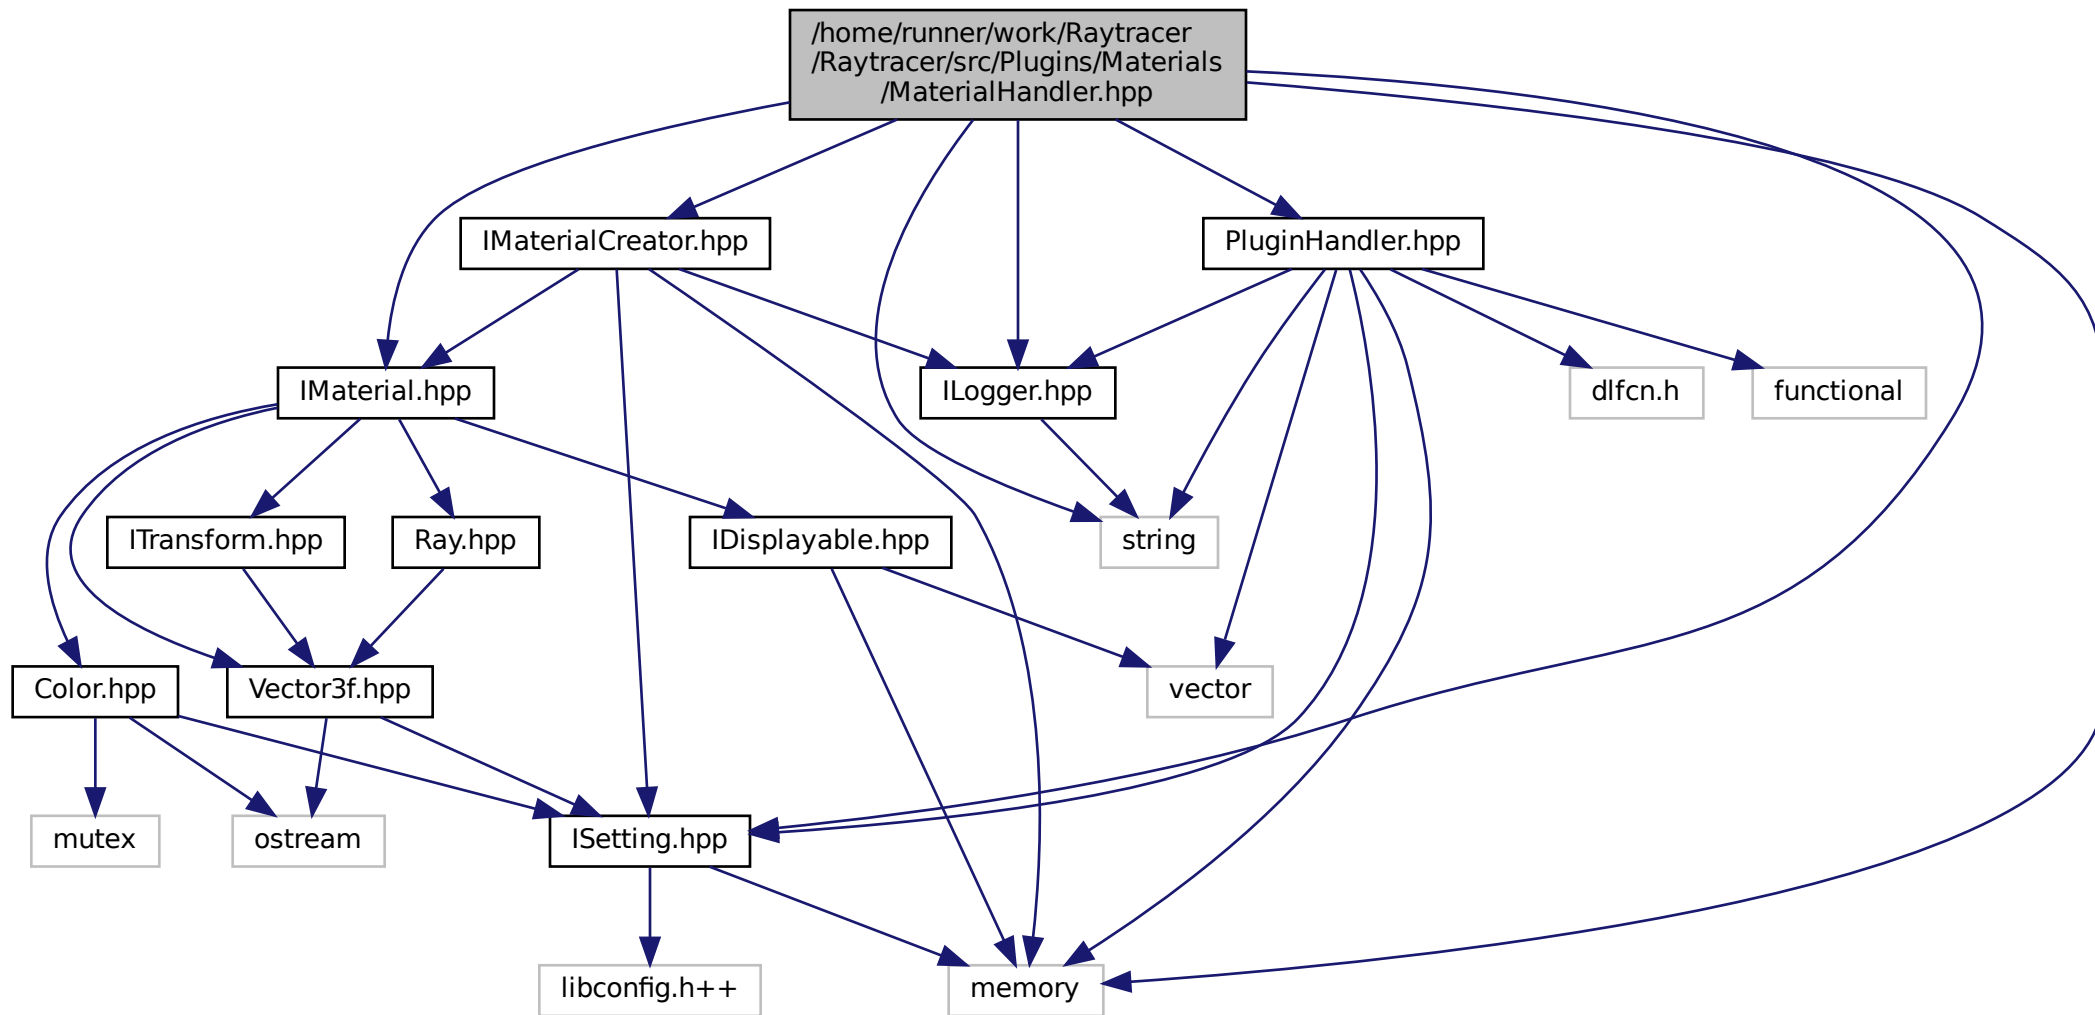 /home/runner/work/Raytracer
/Raytracer/src/Plugins/Materials
/MaterialHandler.hpp
IMaterialCreator.hpp
PluginHandler.hpp
IMaterial.hpp
ILogger.hpp
dlfcn.h
functional
ITransform.hpp
Ray.hpp
IDisplayable.hpp
string
Color.hpp
Vector3f.hpp
vector
mutex
ostream
ISetting.hpp
libconfig.h++
memory